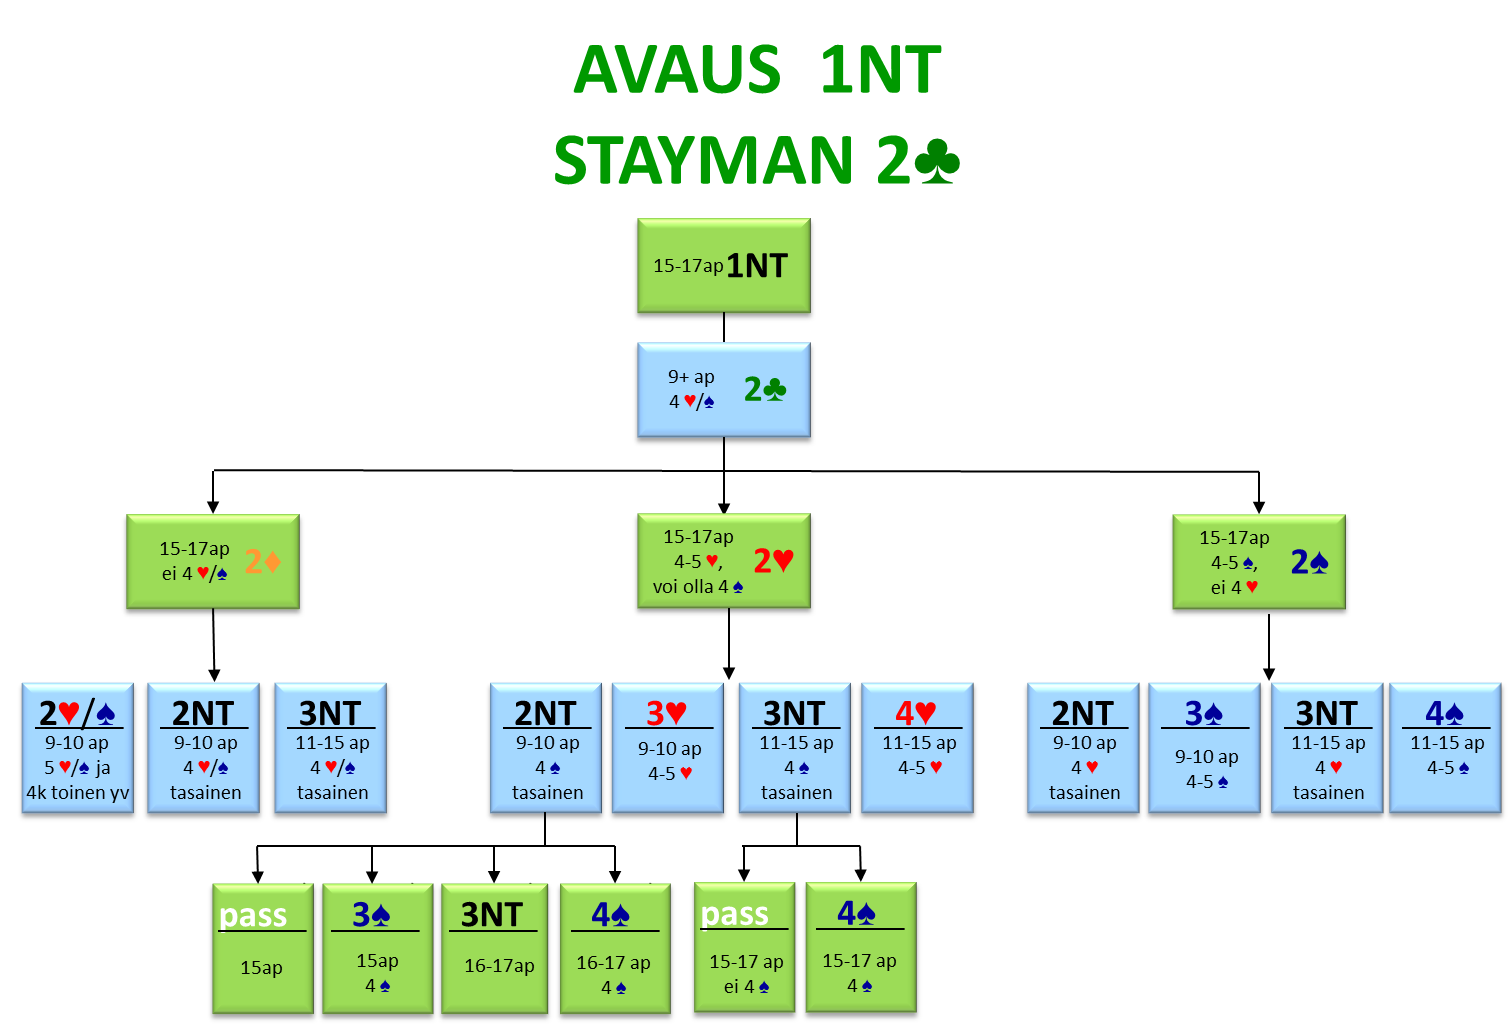 AVAUS 1NT
STAYMAN 2♣
15-17ap 1NT
9+ ap
4 ♥/♠
2♣
15-17ap
ei 4 ♥/♠
2♦
15-17ap
4-5 ♥,
voi olla 4 ♠
2♥
15-17ap
4-5 ♠,
ei 4 ♥
2♠
2♥/♠
9-10 ap
5 ♥/♠ ja
4k toinen yv
2NT
9-10 ap
4 ♥/♠
tasainen
3NT
11-15 ap
4 ♥/♠
tasainen
2NT
9-10 ap
4 ♠
tasainen
3♥
9-10 ap
4-5 ♥
3NT
11-15 ap
4 ♠
tasainen
4♥
11-15 ap
4-5 ♥
2NT
9-10 ap
4 ♥
tasainen
3♠
9-10 ap
4-5 ♠
3NT
11-15 ap
4 ♥
tasainen
4♠
11-15 ap
4-5 ♠
pass
15ap
3♠
15ap
4 ♠
3NT
16-17ap
4♠
16-17 ap
4 ♠
pass
15-17 ap
ei 4 ♠
4♠
15-17 ap
4 ♠